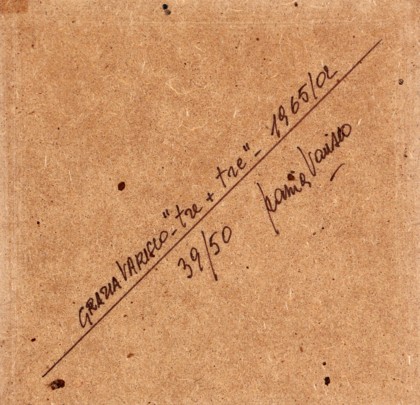 GRAZIA VARISCO - "tre + tre" - 1965/02
39/50 Grazia Varisco